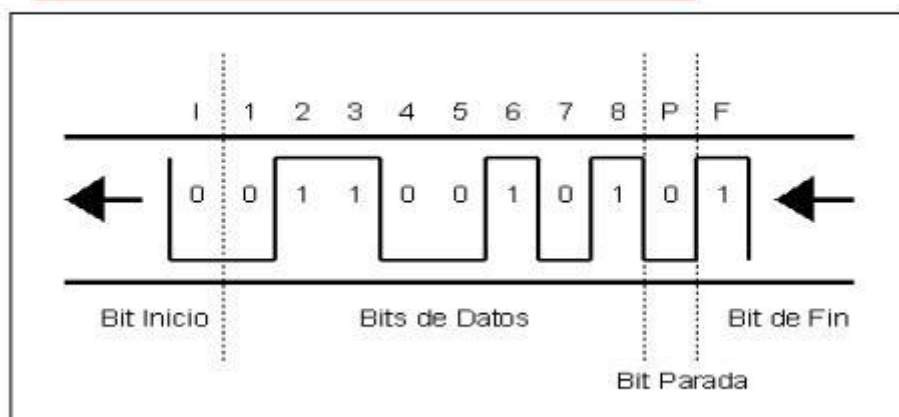 I 1 2 3 4 5 6 7 8 P F
0 0 1 1 0 0 1 0 1 0 1
Bit Inicio Bits de Datos Bit de Fin
Bit Parada